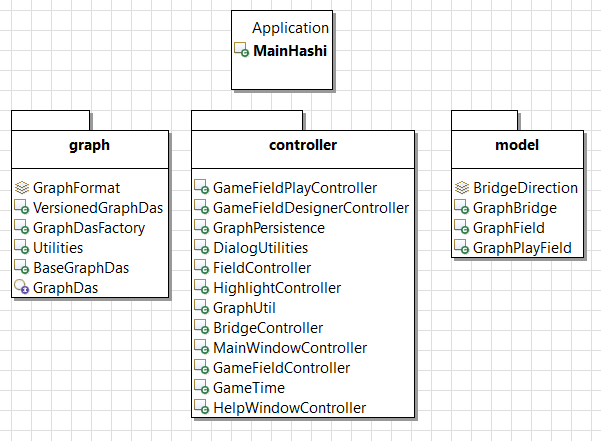 Application
MainHashi
graph
GraphFormat
VersionedGraphDas
GraphDasFactory
Utilities
BaseGraphDas
GraphDas
controller
GameFieldPlayController
GameFieldDesignerController
GraphPersistence
DialogUtilities
FieldController
HighlightController
GraphUtil
BridgeController
MainWindowController
GameFieldController
GameTime
HelpWindowController
model
BridgeDirection
GraphBridge
GraphField
GraphPlayField